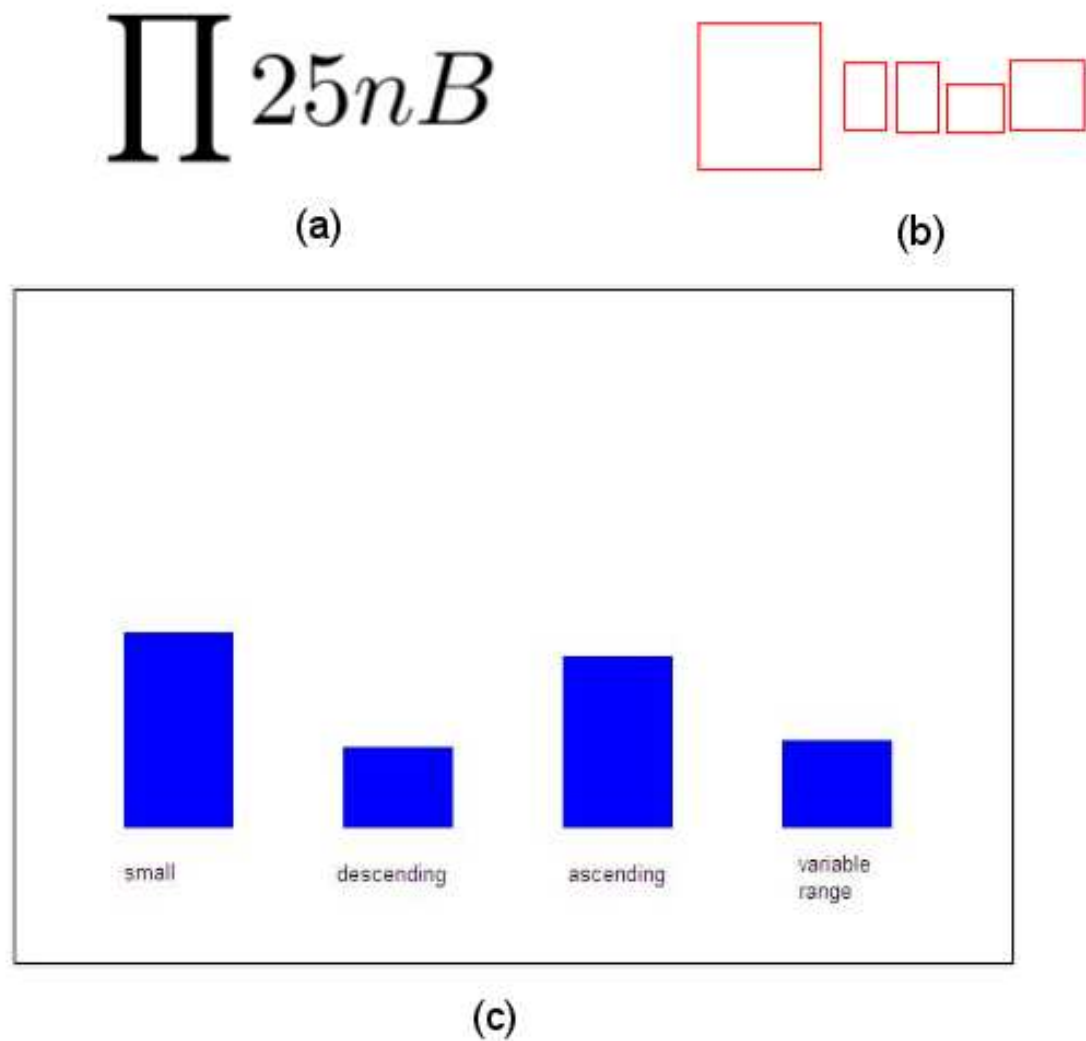 ∏ 25nB
(a)
(b)
small
descending
ascending
variable
range
(c)